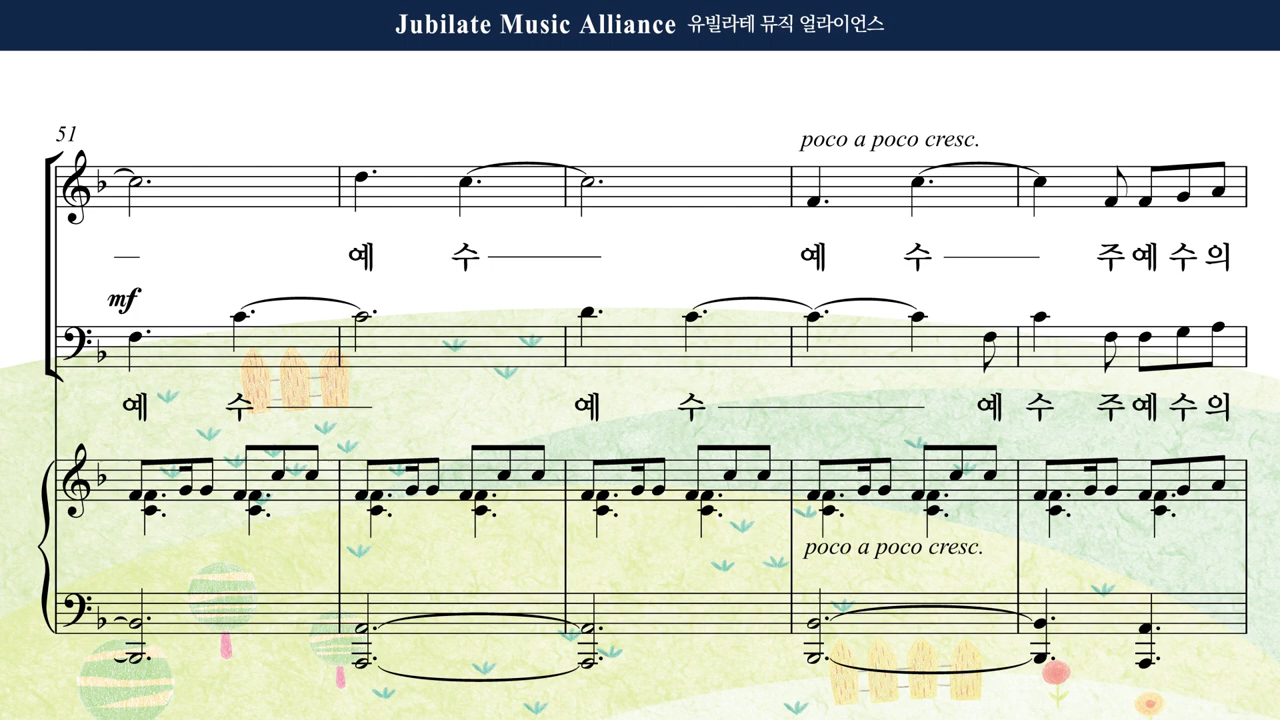 Jubilate Music Alliance 유빌라테 뮤직 얼라이언스
51
poco a poco cresc.
예 수 예 수 주 예 수 의
mf
예 수 예 수 예 수 주 예 수 의
poco a poco cresc.